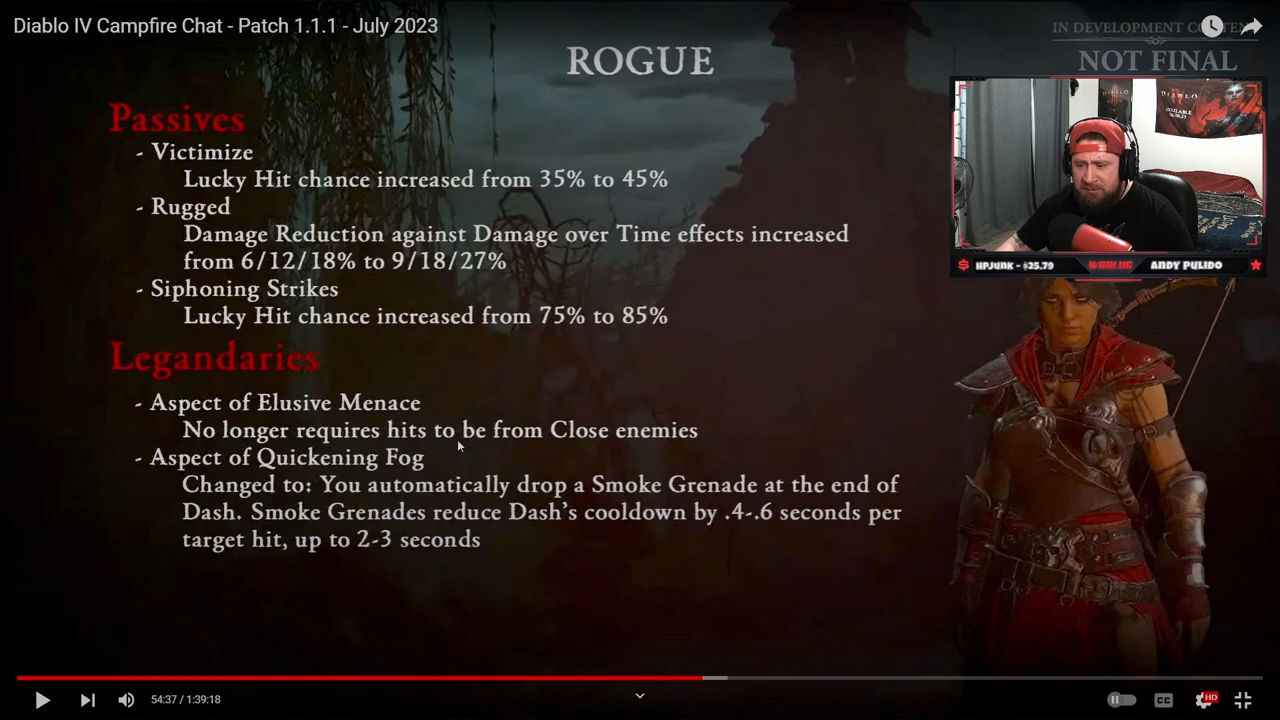 Diablo IV Campfire Chat - Patch 1.1.1 - July 2023
IN DEVELOPMENT CONTENT
NOT FINAL
ROGUE
Passives
- Victimize
Lucky Hit chance increased from 35% to 45%
- Rugged
Damage Reduction against Damage over Time effects increased
from 6/12/18% to 9/18/27%
- Siphoning Strikes
Lucky Hit chance increased from 75% to 85%
Legandaries
- Aspect of Elusive Menace
No longer requires hits to be from Close enemies
- Aspect of Quickening Fog
Changed to: You automatically drop a Smoke Grenade at the end of
Dash. Smoke Grenades reduce Dash's cooldown by .4-.6 seconds per
target hit, up to 2-3 seconds
DIABLO
$ HPJUNK - $25.79 WARLUG ANDY PULIDO
54:37 / 1:39:18
CC
HD